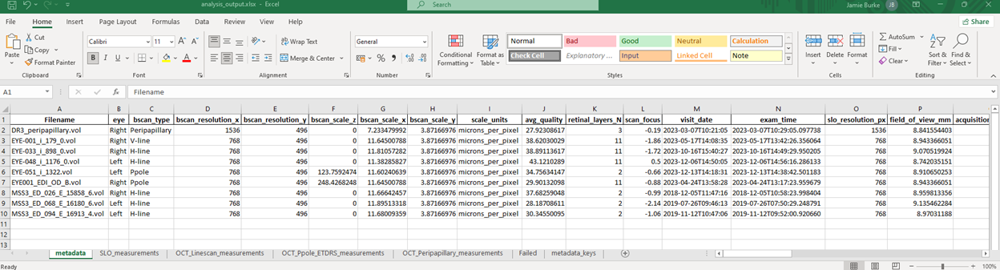 analysis_output.xlsx - Excel
Search
Jamie Burke
JB
File Home Insert Page Layout Formulas Data Review View Help
Share
Paste
Cut
Copy
Format Painter
Clipboard
Calibri 11
B I U
Font
Wrap Text
Merge & Center
Alignment
General
Number
Conditional Formatting
Format as Table
Normal Bad Good Neutral Calculation
Check Cell Explanatory ... Input Linked Cell Note
Styles
Insert Delete Format
Cells
AutoSum
Fill
Clear
Sort & Filter
Find & Select
Editing
A1 fx Filename
A B C D E F G H I J K L M N O P
1 Filename eye bscan_type bscan_resolution_x bscan_resolution_y bscan_scale_z bscan_scale_x bscan_scale_y scale_units avg_quality retinal_layers_N scan_focus visit_date exam_time slo_resolution_px field_of_view_mm acquisition
2 DR3_peripapillary.vol Right Peripapillary 1536 496 0 7.233479992 3.87166976 microns_per_pixel 27.92308617 3 -0.19 2023-03-07T10:21:05 2023-03-07T10:29:05.097738 1536 8.841554403
3 EYE-001_i_179_0.vol Right V-line 768 496 0 11.64500788 3.87166976 microns_per_pixel 38.62030029 11 -1.86 2023-05-17T14:08:35 2023-05-17T13:42:26.356064 768 8.943366051
4 EYE-033_i_898_0.vol Right H-line 768 496 0 11.81057282 3.87166976 microns_per_pixel 38.89113617 11 -1.72 2023-10-16T15:40:27 2023-10-16T14:49:29.950205 768 9.070519924
5 EYE-048_i_1176_0.vol Left H-line 768 496 0 11.38285827 3.87166976 microns_per_pixel 43.1210289 11 0.5 2023-12-06T14:50:05 2023-12-06T14:56:16.286133 768 8.742035151
6 EYE-051_i_1322.vol Left Ppole 768 496 123.7592474 11.60240639 3.87166976 microns_per_pixel 34.75634147 2 -0.66 2023-12-13T14:18:31 2023-12-13T14:38:42.501183 768 8.910650253
7 EYE001_EDI_OD_B.vol Right Ppole 768 496 248.4268248 11.64500788 3.87166976 microns_per_pixel 29.90132098 11 -0.88 2023-04-24T13:58:28 2023-04-24T13:17:23.959679 768 8.943366051
8 MSS3_ED_026_E_15858_6.vol Right H-line 768 496 0 11.66642457 3.87166976 microns_per_pixel 37.68259048 2 -0.99 2018-12-05T11:47:16 2018-12-05T10:58:23.998404 768 8.959813356
9 MSS3_ED_068_E_16180_6.vol Left H-line 768 496 0 11.89513318 3.87166976 microns_per_pixel 28.18708611 2 -2.14 2019-07-26T09:46:13 2019-07-26T07:50:29.248791 768 9.135462284
10 MSS3_ED_094_E_16913_4.vol Left H-line 768 496 0 11.68009359 3.87166976 microns_per_pixel 30.34550095 2 -1.06 2019-11-12T10:47:06 2019-11-12T09:52:00.920660 768 8.97031188
11
12
13
metadata SLO_measurements OCT_Linescan_measurements OCT_Ppole_ETDRS_measurements OCT_Peripapillary_measurements Failed metadata_keys
Ready
100%